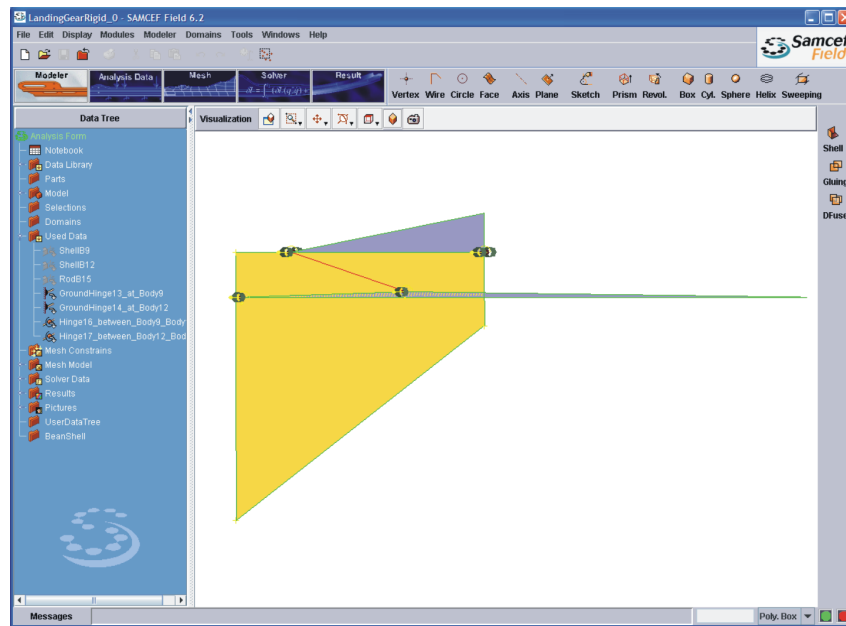 LandingGearRigid_0 - SAMCEF Field 6.2
File Edit Display Modules Modeler Domains Tools Windows Help
Samcef
Field
Modeler Analysis Data Mesh Solver Result
Vertex Wire Circle Face Axis Plane Sketch Prism Revol. Box Cyl. Sphere Helix Sweeping
Data Tree
Visualization
Analysis Form
Notebook
Data Library
Parts
Model
Selections
Domains
Used Data
ShellB9
ShellB12
RodB15
GroundHinge13_at_Body9
GroundHinge14_at_Body12
Hinge16_between_Body9_Body
Hinge17_between_Body12_Bod
Mesh Constrains
Mesh Model
Solver Data
Results
Pictures
UserDataTree
BeanShell
Shell
Gluing
DFuse
Messages
Poly. Box